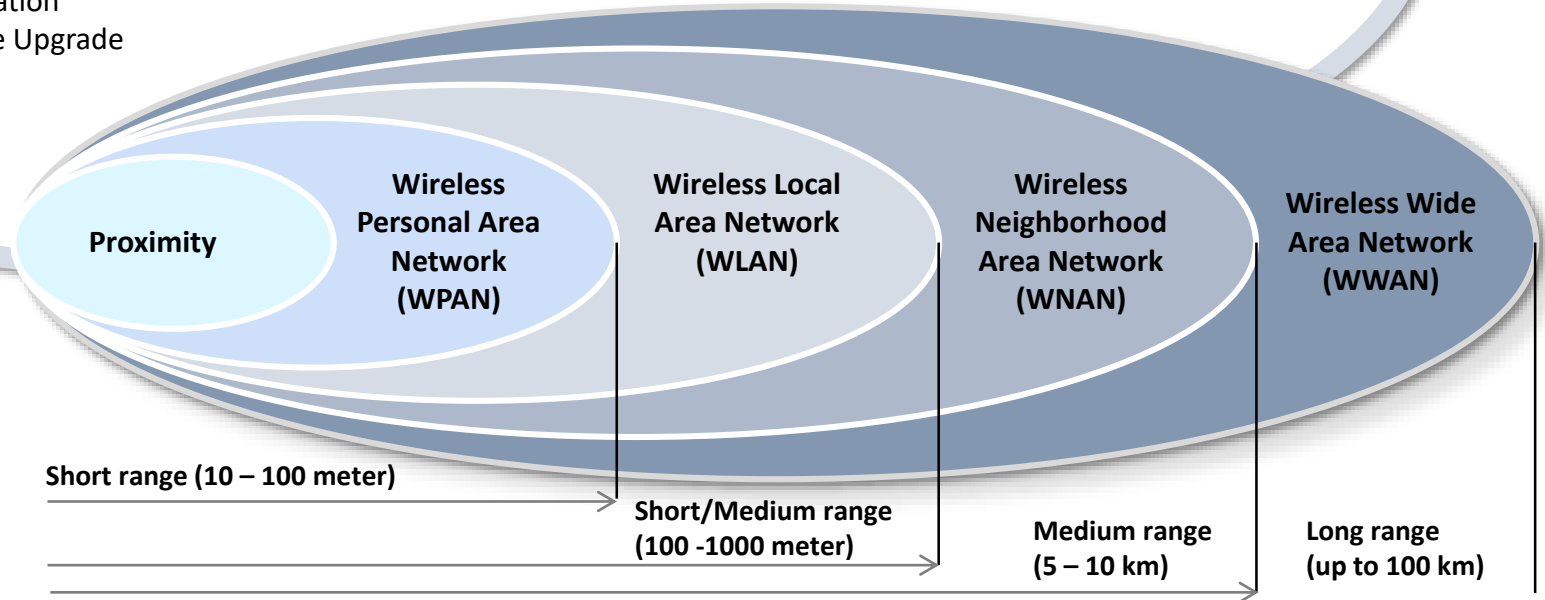 e Upgrade
Proximity
Wireless
Personal Area
Network
(WPAN)
Wireless Local
Area Network
(WLAN)
Wireless
Neighborhood
Area Network
(WNAN)
Wireless Wide
Area Network
(WWAN)
Short range (10 – 100 meter)
Short/Medium range
(100 -1000 meter)
Medium range
(5 – 10 km)
Long range
(up to 100 km)